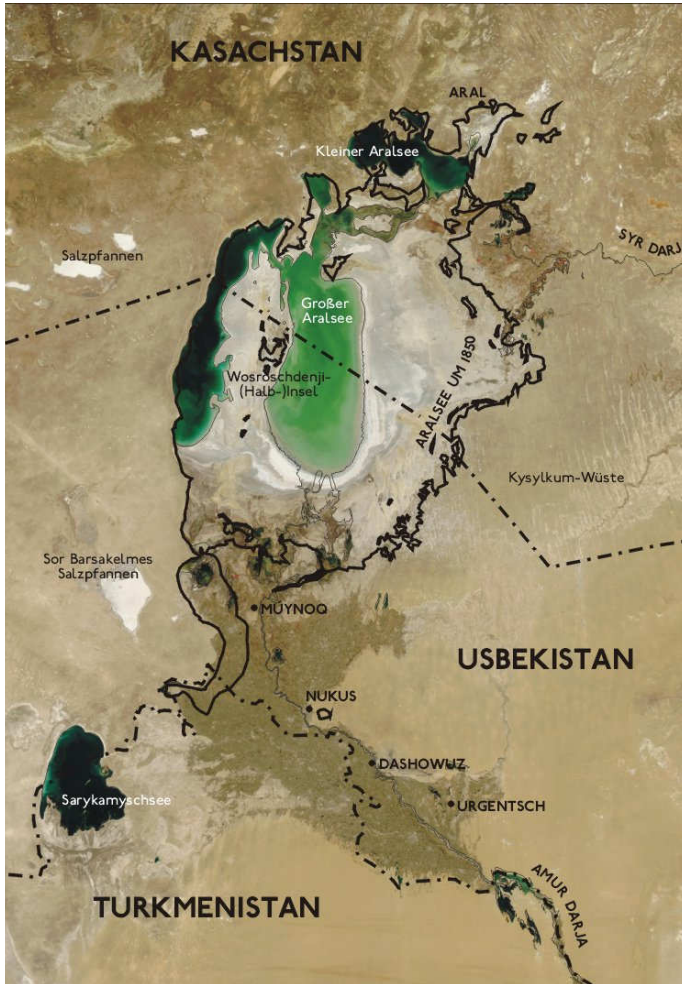 KASACHSTAN
ARAL
Kleiner Aralsee
SYR DARJ
Salzpfannen
Großer
Aralsee
ARALSEE UM 1850
Wosroschdenji-
(Halb-)Insel
Kysylkum-Wüste
Sor Barsakelmes
Salzpfannen
MUYNOQ
USBEKISTAN
NUKUS
DASHOWUZ
Sarykamyschsee
URGENTSCH
AMUR DARJA
TURKMENISTAN